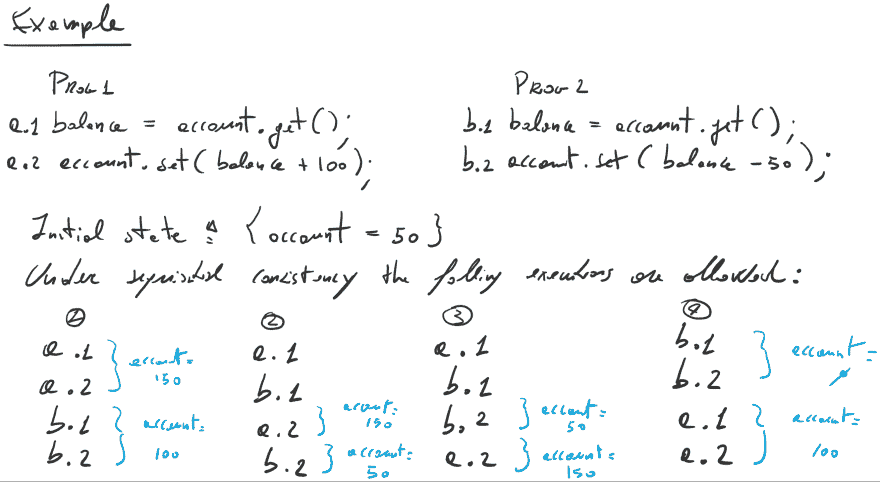 Example
Prog 1
Prog 2
a.1 balance = account.get();
b.1 balance = account.get();
a.2 account.set( balance + 100);
b.2 account.set( balance - 50);
Initial state ≜ { account = 50 }
Under sequential consistency the following executions are allowed:
① ② ③ ④
a.1 } account = 150
a.2
b.1 } account = 100
b.2
a.1
b.1
a.2 } account = 150
b.2 } account = 50
a.1
b.1
b.2 } account = 50
a.2 } account = 150
b.1 } account =
b.2
a.1 } account = 100
a.2